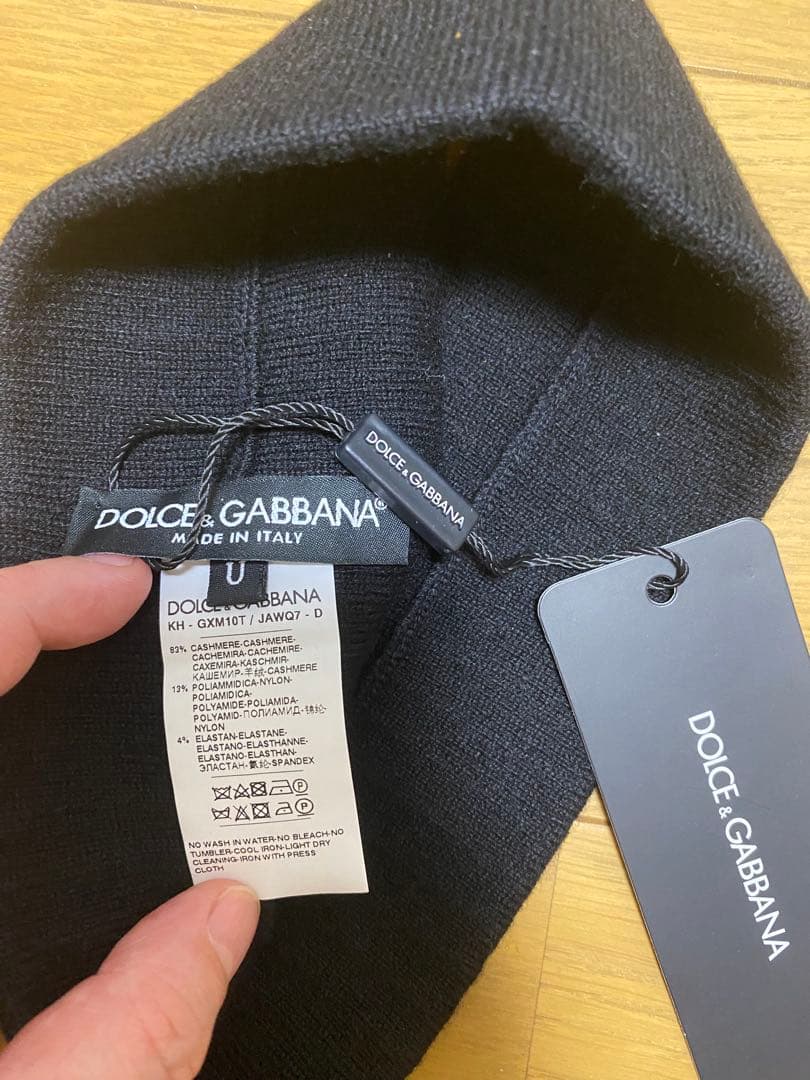 DOLCE & GABBANA
DOLCE & GABBANA®
MADE IN ITALY
U
DOLCE & GABBANA
KH - GXM10T / JAWQ7 - D
83% CASHMERE-CASHMERE-
CACHEMIRA-CACHEMIRE-
CAXEMIRA-KASCHMIR-
КАШЕМИР-羊绒-CASHMERE
13% POLIAMMIDICA-NYLON-
POLIAMIDICA-
POLYAMIDE-POLIAMIDA-
POLYAMID-ПОЛИАМИД-锦纶-
NYLON
4% ELASTAN-ELASTANE-
ELASTANO-ELASTHANNE-
ELASTANO-ELASTHAN-
ЭЛАСТАН-氨纶-SPANDEX
P
P
NO WASH IN WATER-NO BLEACH-NO
TUMBLER-COOL IRON-LIGHT DRY
CLEANING-IRON WITH PRESS
CLOTH
DOLCE & GABBANA